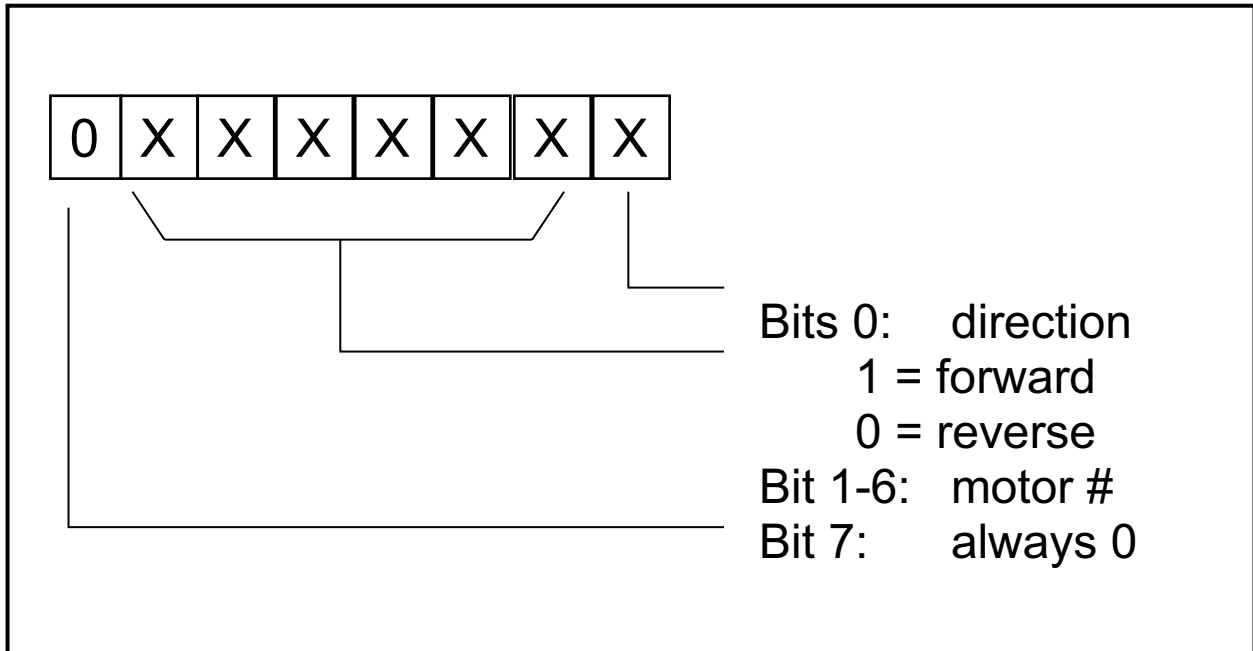 0 X X X X X X X
Bits 0: direction
1 = forward
0 = reverse
Bit 1-6: motor #
Bit 7: always 0